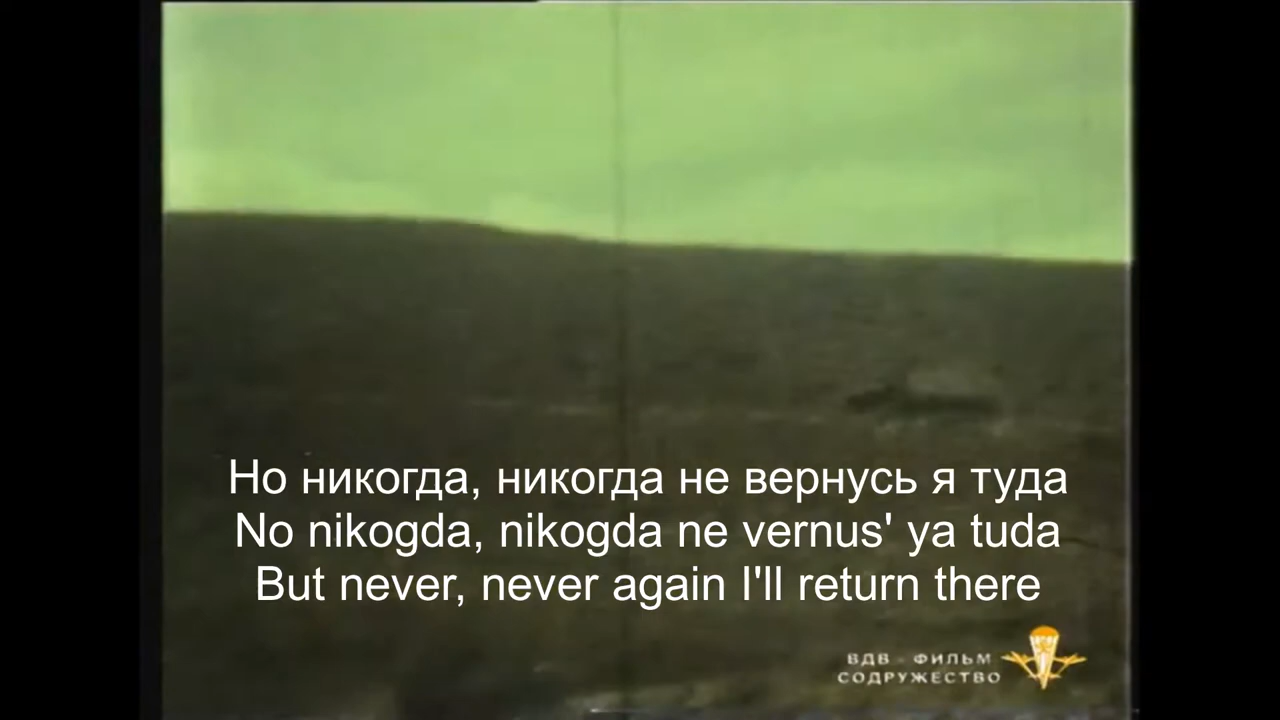 Но никогда, никогда не вернусь я туда
No nikogda, nikogda ne vernus' ya tuda
But never, never again I'll return there
ВДВ - ФИЛЬМ
СОДРУЖЕСТВО